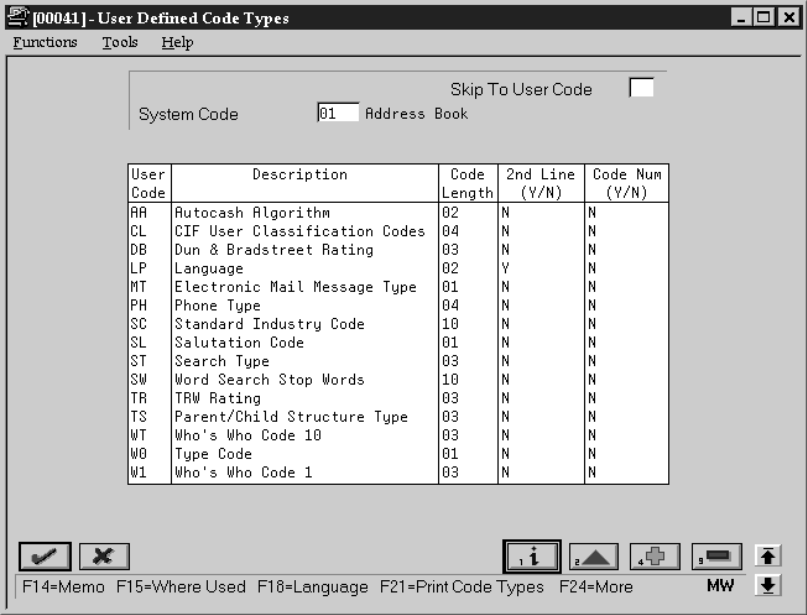 [00041] - User Defined Code Types
Functions Tools Help
Skip To User Code
System Code 01 Address Book
User Code Description Code Length 2nd Line (Y/N) Code Num (Y/N)
AA Autocash Algorithm 02 N N
CL CIF User Classification Codes 04 N N
DB Dun & Bradstreet Rating 03 N N
LP Language 02 Y N
MT Electronic Mail Message Type 01 N N
PH Phone Type 04 N N
SC Standard Industry Code 10 N N
SL Salutation Code 01 N N
ST Search Type 03 N N
SW Word Search Stop Words 10 N N
TR TRW Rating 03 N N
TS Parent/Child Structure Type 03 N N
WT Who's Who Code 10 03 N N
W0 Type Code 01 N N
W1 Who's Who Code 1 03 N N
1 i 2 4 9
F14=Memo F15=Where Used F18=Language F21=Print Code Types F24=More MW